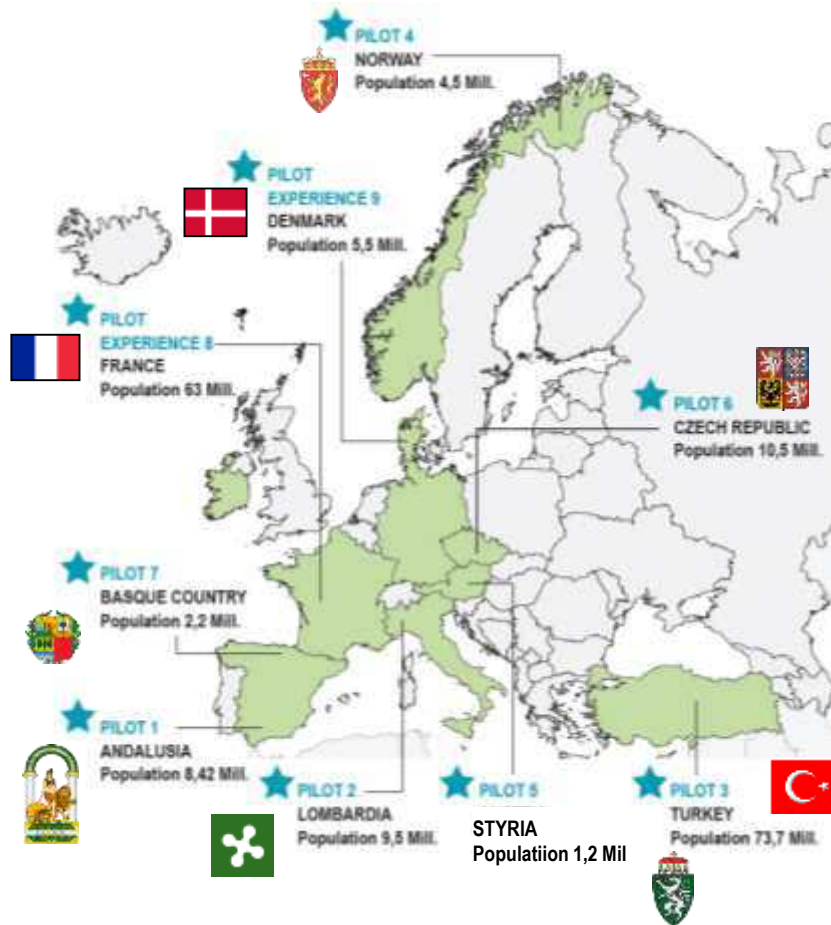 PILOT 4
NORWAY
Population 4,5 Mill.
PILOT
EXPERIENCE 9
DENMARK
Population 5,5 Mill.
PILOT
EXPERIENCE 8
FRANCE
Population 63 Mill.
PILOT 6
CZECH REPUBLIC
Population 10,5 Mill.
PILOT 7
BASQUE COUNTRY
Population 2,2 Mill.
PILOT 1
ANDALUSIA
Population 8,42 Mill.
PILOT 2
LOMBARDIA
Population 9,5 Mill.
PILOT 5
STYRIA
Populatiion 1,2 Mil
PILOT 3
TURKEY
Population 73,7 Mill.